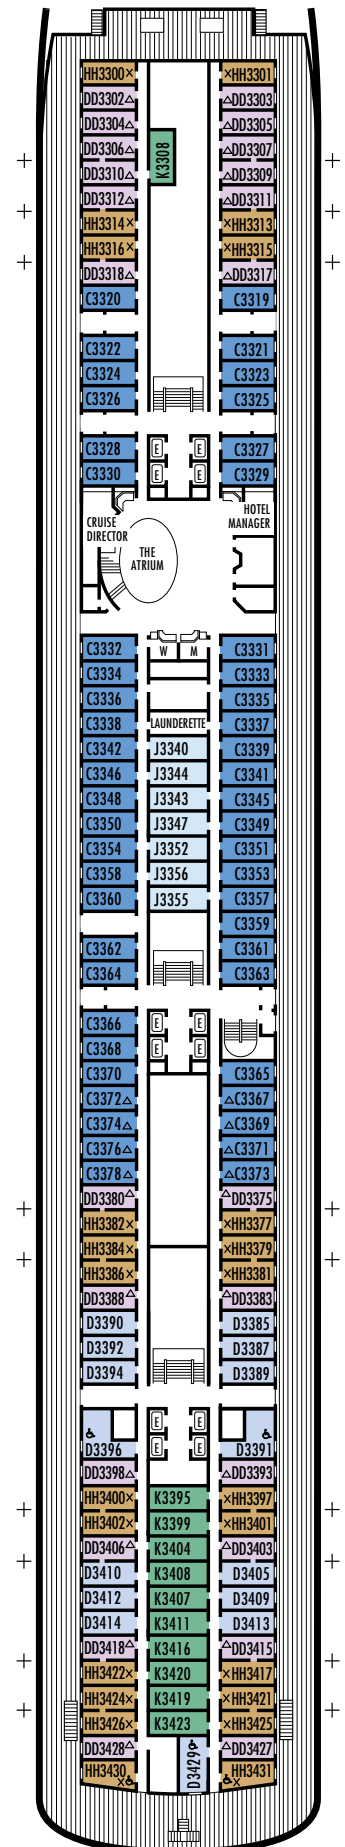 HH3300× ×HH3301
DD3302△ △DD3303
DD3304△ △DD3305
DD3306△ K3308 △DD3307
DD3310△ △DD3309
DD3312△ △DD3311
HH3314× ×HH3313
HH3316× ×HH3315
DD3318△ △DD3317
C3320 C3319
C3322 C3321
C3324 C3323
C3326 C3325
C3328 E E C3327
C3330 E E C3329
CRUISE DIRECTOR
HOTEL MANAGER
THE ATRIUM
C3332 W M C3331
C3334 C3333
C3336 C3335
C3338 LAUNDERETTE C3337
C3342 J3340 C3339
C3346 J3344 C3341
C3348 J3343 C3345
C3350 J3347 C3349
C3354 J3352 C3351
C3358 J3356 C3353
C3360 J3355 C3357
C3359
C3362 C3361
C3364 C3363
C3366 E E
C3368 E E
C3370 C3365
C3372△ △C3367
C3374△ △C3369
C3376△ △C3371
C3378△ △C3373
DD3380△ △DD3375
HH3382× ×HH3377
HH3384× ×HH3379
HH3386× ×HH3381
DD3388△ △DD3383
D3390 D3385
D3392 D3387
D3394 D3389
E E
D3396 E E D3391
DD3398△ △DD3393
HH3400× K3395 ×HH3397
HH3402× K3399 ×HH3401
DD3406△ K3404 △DD3403
D3410 K3408 D3405
D3412 K3407 D3409
D3414 K3411 D3413
DD3418△ K3416 △DD3415
HH3422× K3420 ×HH3417
HH3424× K3419 ×HH3421
HH3426× K3423 ×HH3425
DD3428△ D3429 △DD3427
HH3430 × × HH3431